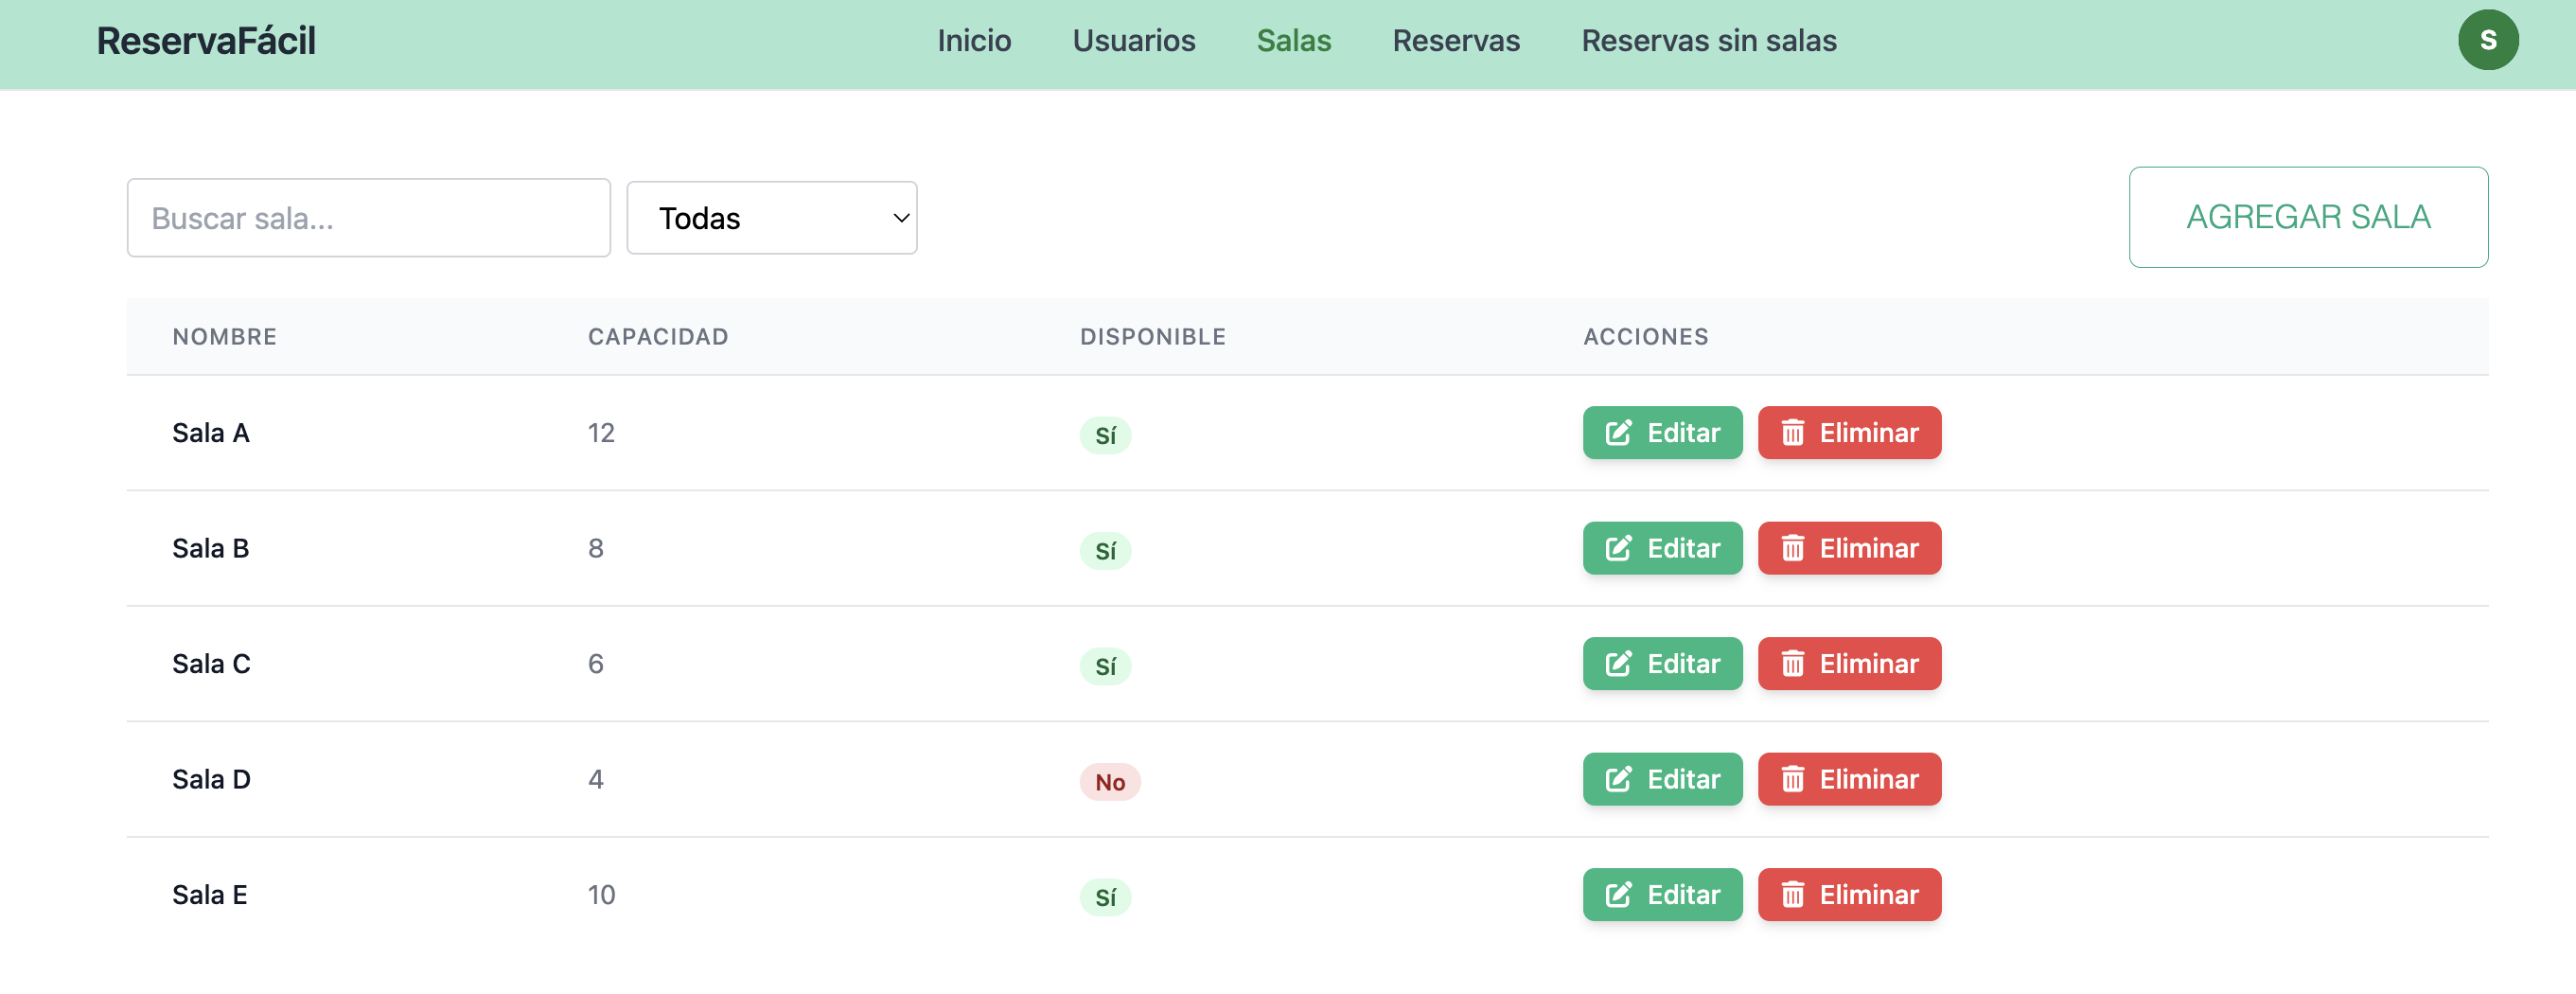 ReservaFácil Inicio Usuarios Salas Reservas Reservas sin salas S
Buscar sala... Todas AGREGAR SALA
NOMBRE CAPACIDAD DISPONIBLE ACCIONES
Sala A 12 Sí Editar Eliminar
Sala B 8 Sí Editar Eliminar
Sala C 6 Sí Editar Eliminar
Sala D 4 No Editar Eliminar
Sala E 10 Sí Editar Eliminar